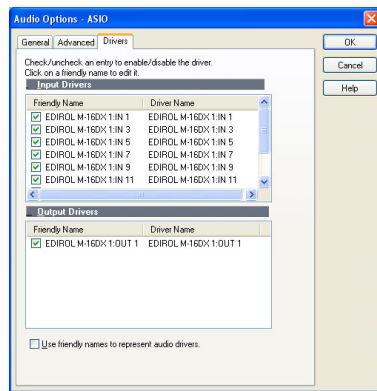 Audio Options - ASIO
General Advanced Drivers
OK
Cancel
Help
Check/uncheck an entry to enable/disable the driver.
Click on a friendly name to edit it.
Input Drivers
Friendly Name Driver Name
EDIROL M-16DX 1:IN 1 EDIROL M-16DX 1:IN 1
EDIROL M-16DX 1:IN 3 EDIROL M-16DX 1:IN 3
EDIROL M-16DX 1:IN 5 EDIROL M-16DX 1:IN 5
EDIROL M-16DX 1:IN 7 EDIROL M-16DX 1:IN 7
EDIROL M-16DX 1:IN 9 EDIROL M-16DX 1:IN 9
EDIROL M-16DX 1:IN 11 EDIROL M-16DX 1:IN 11
Output Drivers
Friendly Name Driver Name
EDIROL M-16DX 1:OUT 1 EDIROL M-16DX 1:OUT 1
Use friendly names to represent audio drivers.